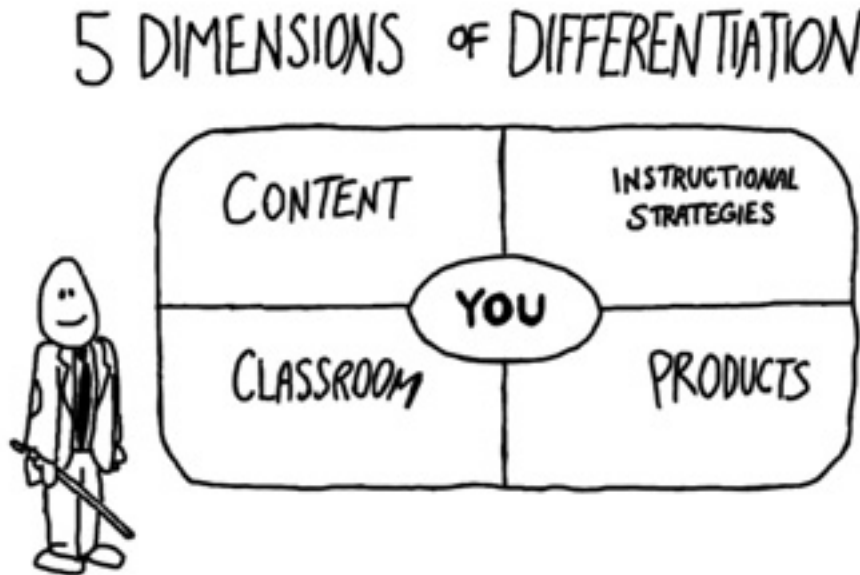 5 DIMENSIONS OF DIFFERENTIATION
CONTENT
INSTRUCTIONAL
STRATEGIES
YOU
CLASSROOM
PRODUCTS